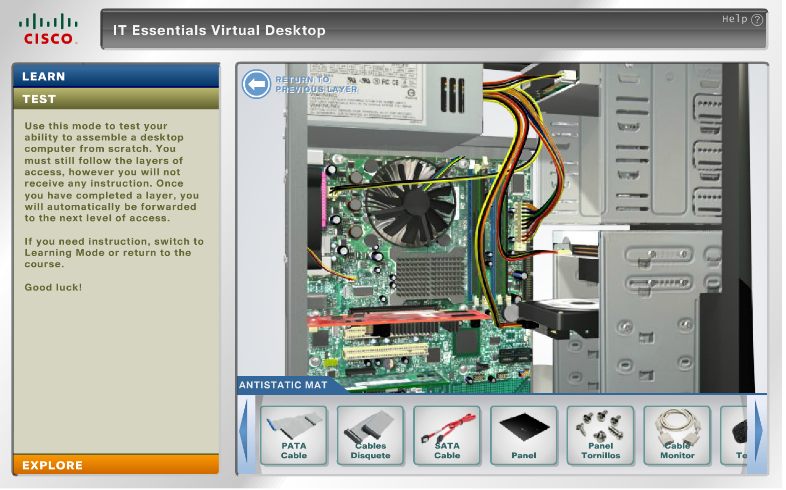 CISCO
IT Essentials Virtual Desktop
Help ?
LEARN
TEST
Use this mode to test your
ability to assemble a desktop
computer from scratch. You
must still follow the layers of
access, however you will not
receive any instruction. Once
you have completed a layer, you
will automatically be forwarded
to the next level of access.
If you need instruction, switch to
Learning Mode or return to the
course.
Good luck!
EXPLORE
RETURN TO
PREVIOUS LAYER
ANTISTATIC MAT
PATA
Cable
Cables
Disquete
SATA
Cable
Panel
Panel
Tornillos
Cable
Monitor
Te